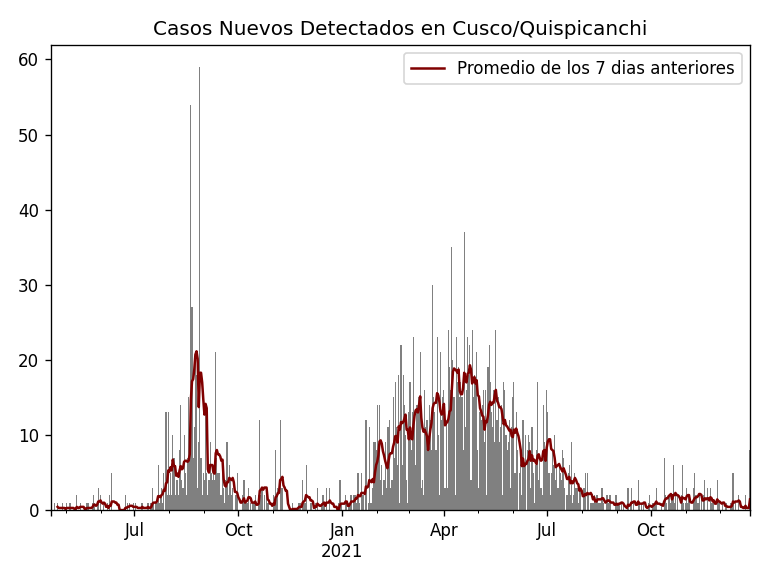 Casos Nuevos Detectados en Cusco/Quispicanchi
Promedio de los 7 dias anteriores
60
50
40
30
20
10
0
Jul
Oct
Jan
2021
Apr
Jul
Oct